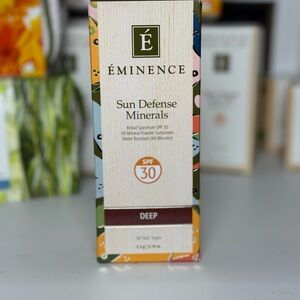 É
ÉMINENCE
Sun Defense
Minerals
Broad Spectrum SPF 30
All Mineral Powder Sunscreen
Water Resistant (40 Minutes)
SPF
30
DEEP
All Skin Types